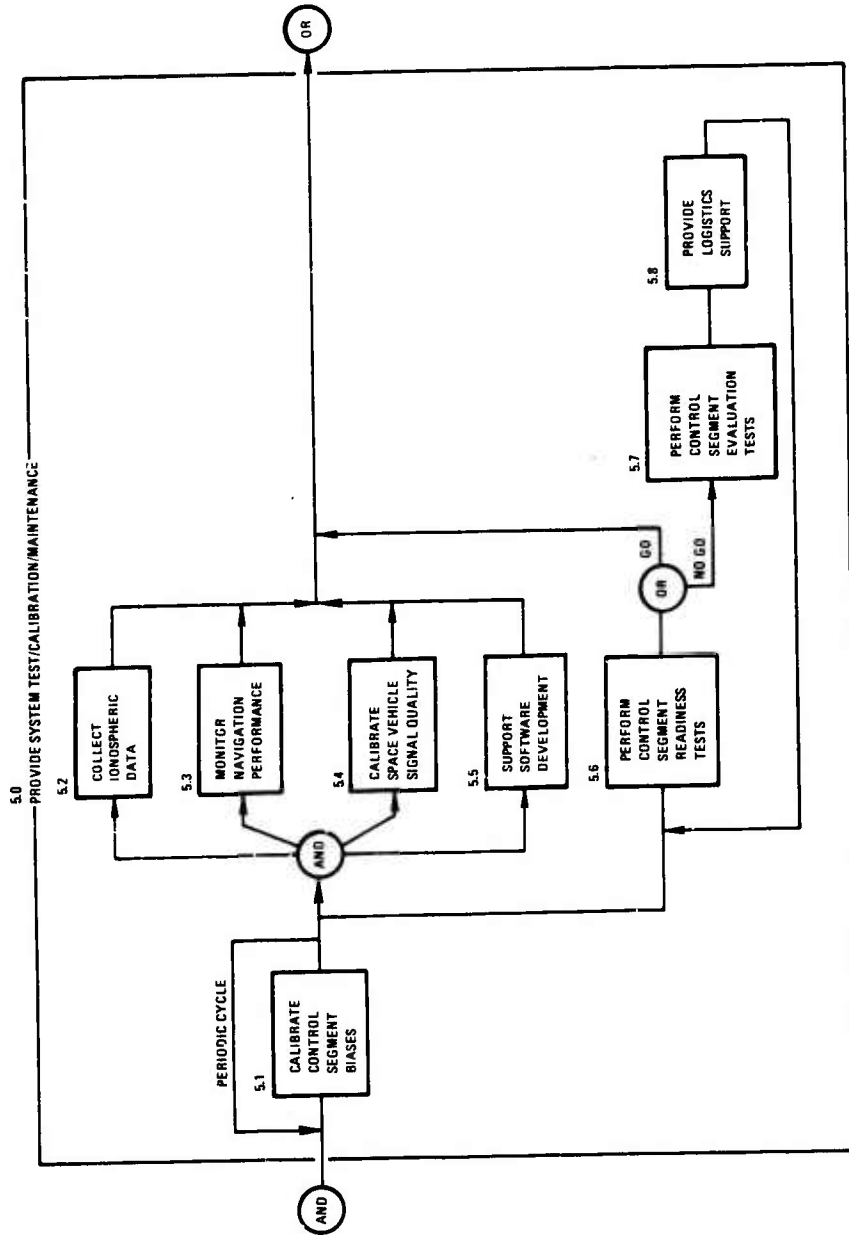 5.0
PROVIDE SYSTEM TEST/CALIBRATION/MAINTENANCE
AND
PERIODIC CYCLE
5.1
CALIBRATE
CONTROL
SEGMENT
BIASES
AND
5.2
COLLECT
IONOSPHERIC
DATA
5.3
MONITOR
NAVIGATION
PERFORMANCE
5.4
CALIBRATE
SPACE VEHICLE
SIGNAL QUALITY
5.5
SUPPORT
SOFTWARE
DEVELOPMENT
5.6
PERFORM
CONTROL
SEGMENT
READINESS
TESTS
OR
GO
NO GO
5.7
PERFORM
CONTROL
SEGMENT
EVALUATION
TESTS
5.8
PROVIDE
LOGISTICS
SUPPORT
OR